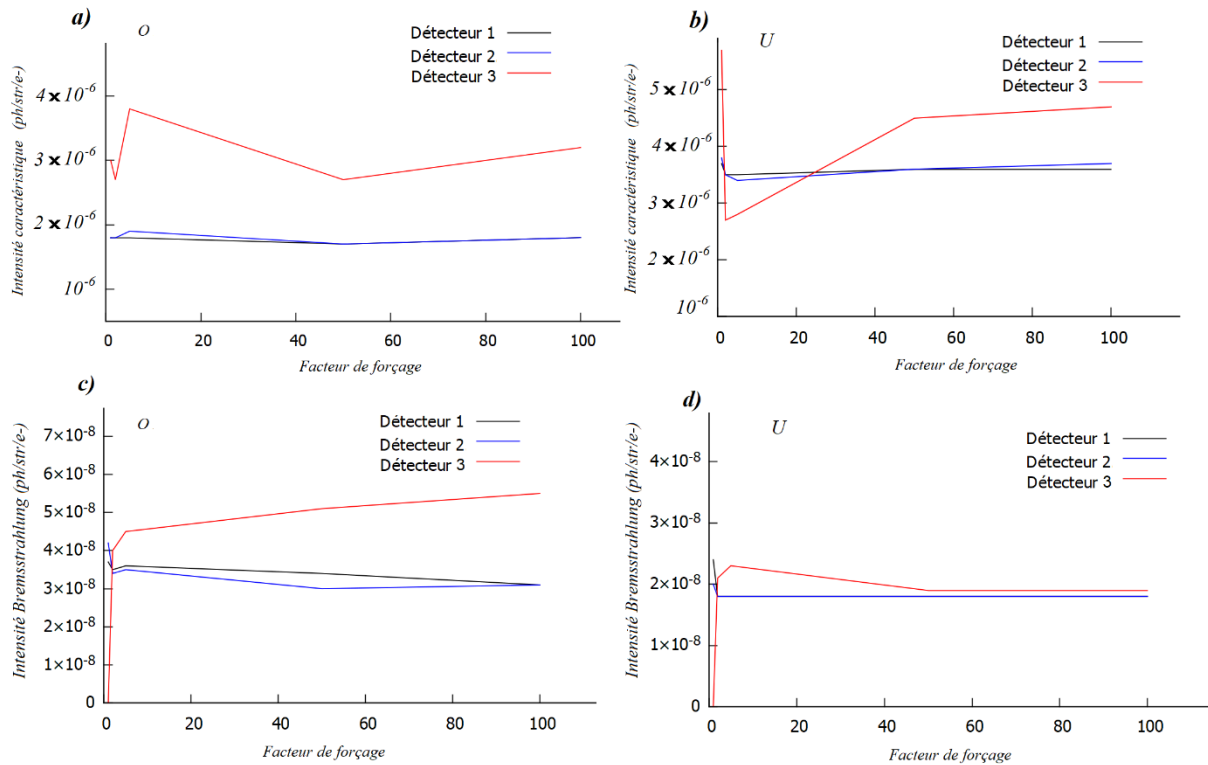 a)
O
Détecteur 1
Détecteur 2
Détecteur 3
Intensité caractéristique (ph/str/e-)
4 × 10^-6
3 × 10^-6
2 × 10^-6
10^-6
0 20 40 60 80 100
Facteur de forçage
b)
U
Détecteur 1
Détecteur 2
Détecteur 3
Intensité caractéristique (ph/str/e-)
5 × 10^-6
4 × 10^-6
3 × 10^-6
2 × 10^-6
10^-6
0 20 40 60 80 100
Facteur de forçage
c)
O
Détecteur 1
Détecteur 2
Détecteur 3
Intensité Bremsstrahlung (ph/str/e-)
7×10^-8
6×10^-8
5×10^-8
4×10^-8
3×10^-8
2×10^-8
1×10^-8
0
0 20 40 60 80 100
Facteur de forçage
d)
U
Détecteur 1
Détecteur 2
Détecteur 3
Intensité Bremsstrahlung (ph/str/e-)
4×10^-8
3×10^-8
2×10^-8
1×10^-8
0
0 20 40 60 80 100
Facteur de forçage